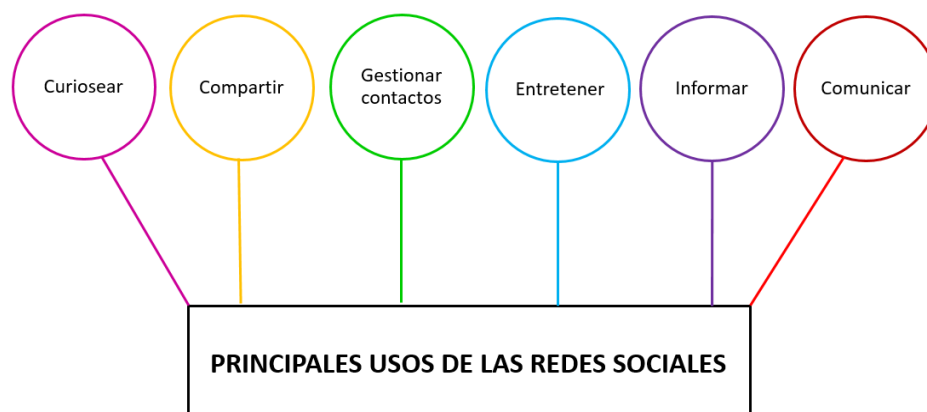 Curiosear
Compartir
Gestionar
contactos
Entretener
Informar
Comunicar
PRINCIPALES USOS DE LAS REDES SOCIALES